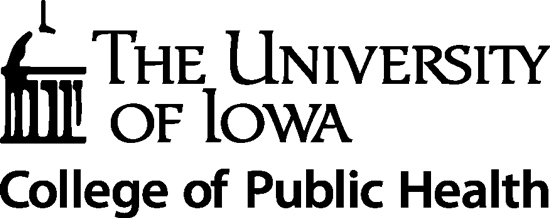 THE UNIVERSITY
OF IOWA
College of Public Health